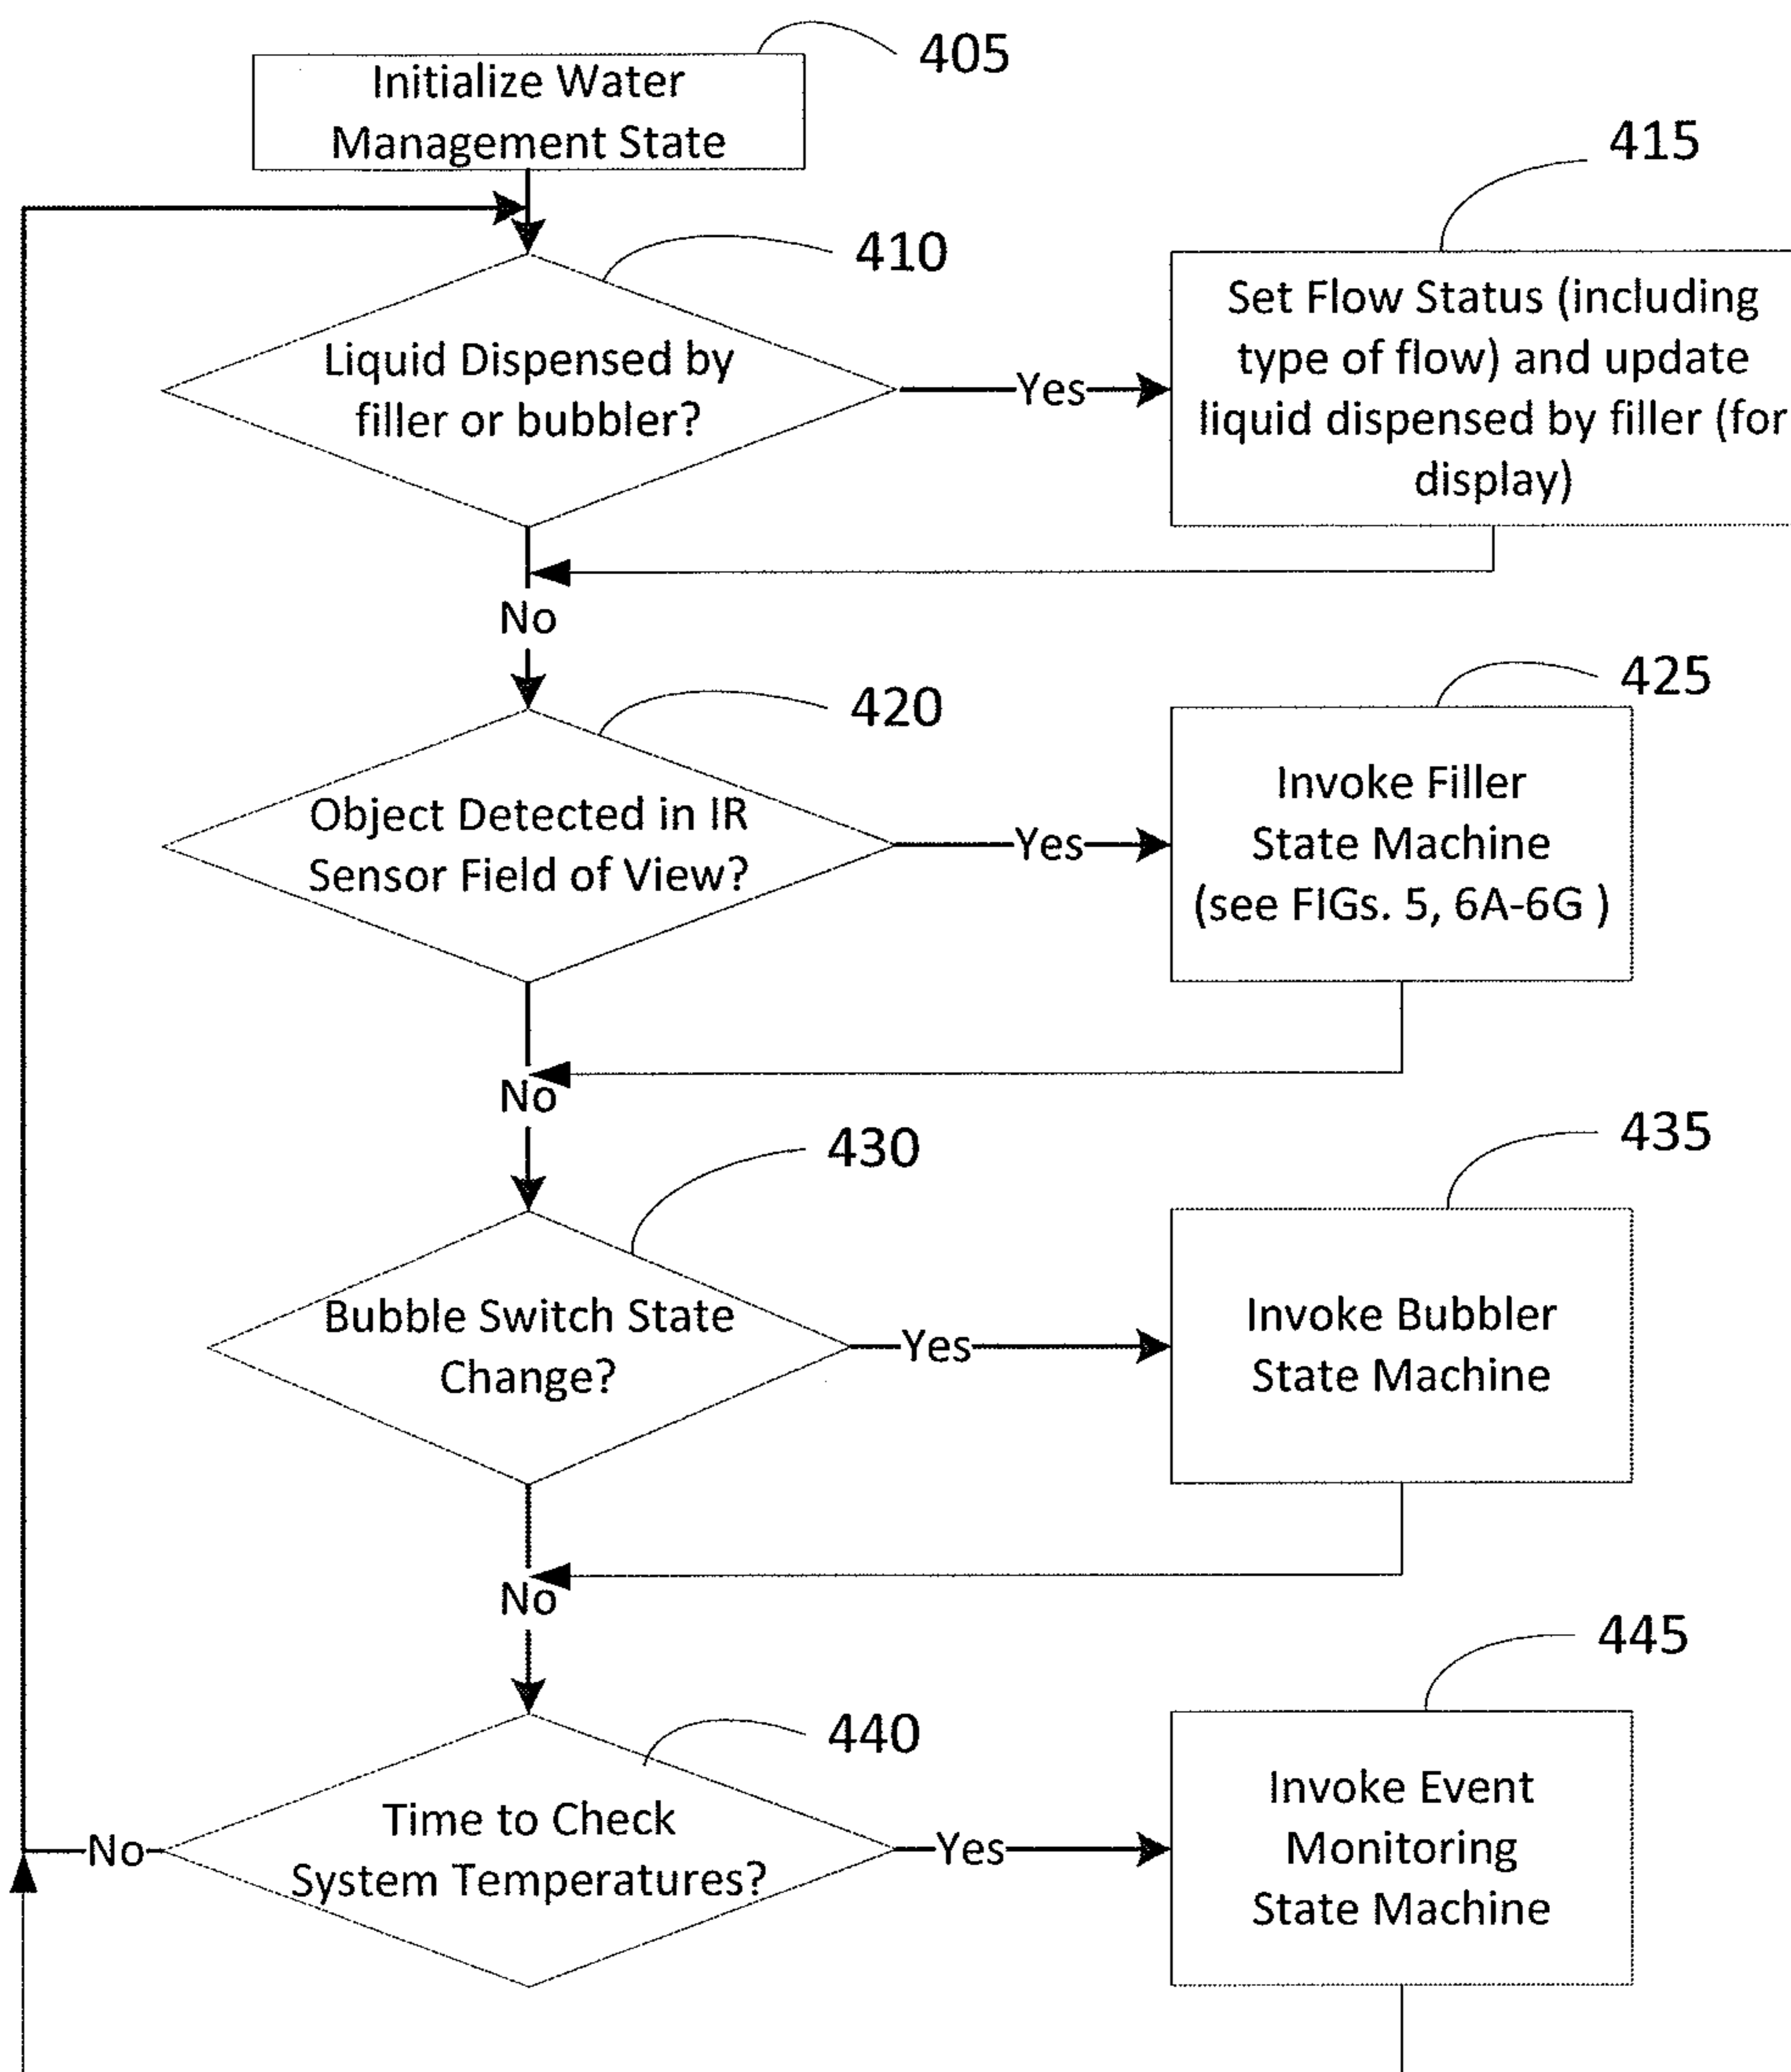 405
Initialize Water
Management State
415
410
Set Flow Status (including
type of flow) and update
liquid dispensed by filler (for
display)
Liquid Dispensed by
filler or bubbler?
Yes
No
420
425
Object Detected in IR
Sensor Field of View?
Yes
Invoke Filler
State Machine
(see FIGs. 5, 6A-6G )
No
430
435
Bubble Switch State
Change?
Yes
Invoke Bubbler
State Machine
No
440
445
Time to Check
System Temperatures?
No
Yes
Invoke Event
Monitoring
State Machine